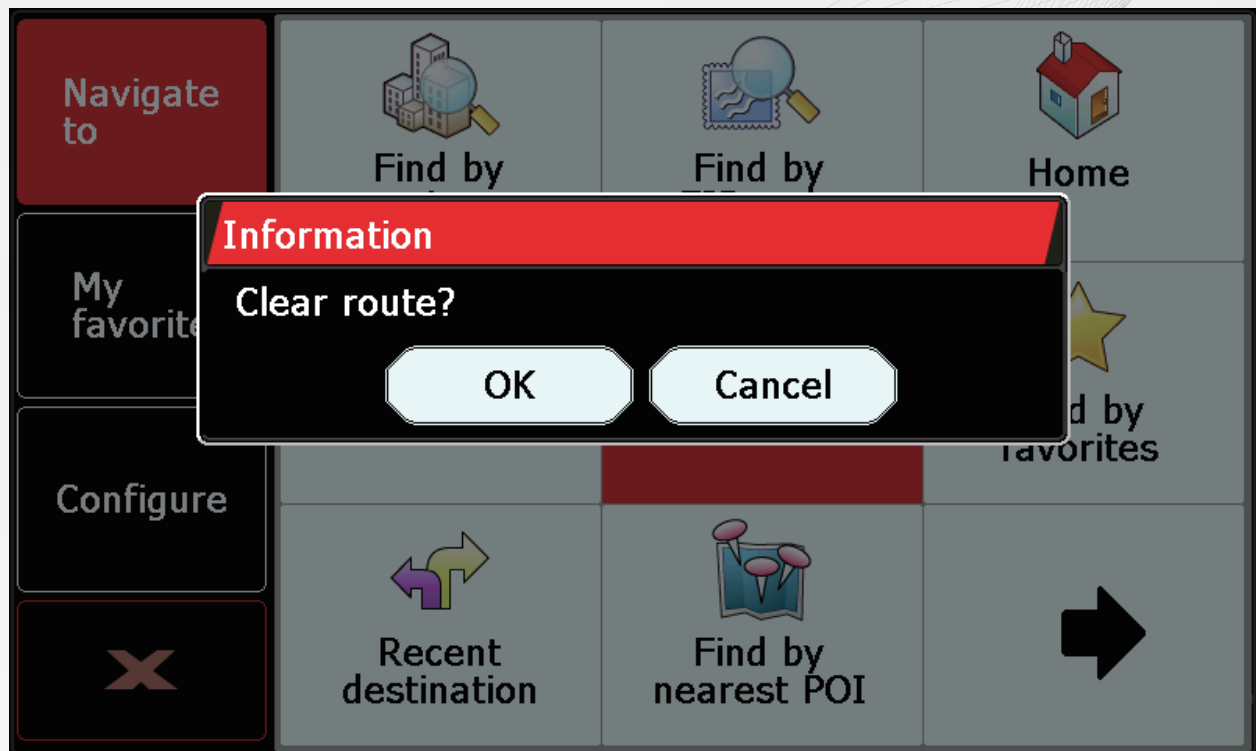 Navigate
to
Find by
Find by
Home
Information
My
Clear route?
OK
Cancel
by
favorites
Configure
Recent
destination
Find by
nearest POI